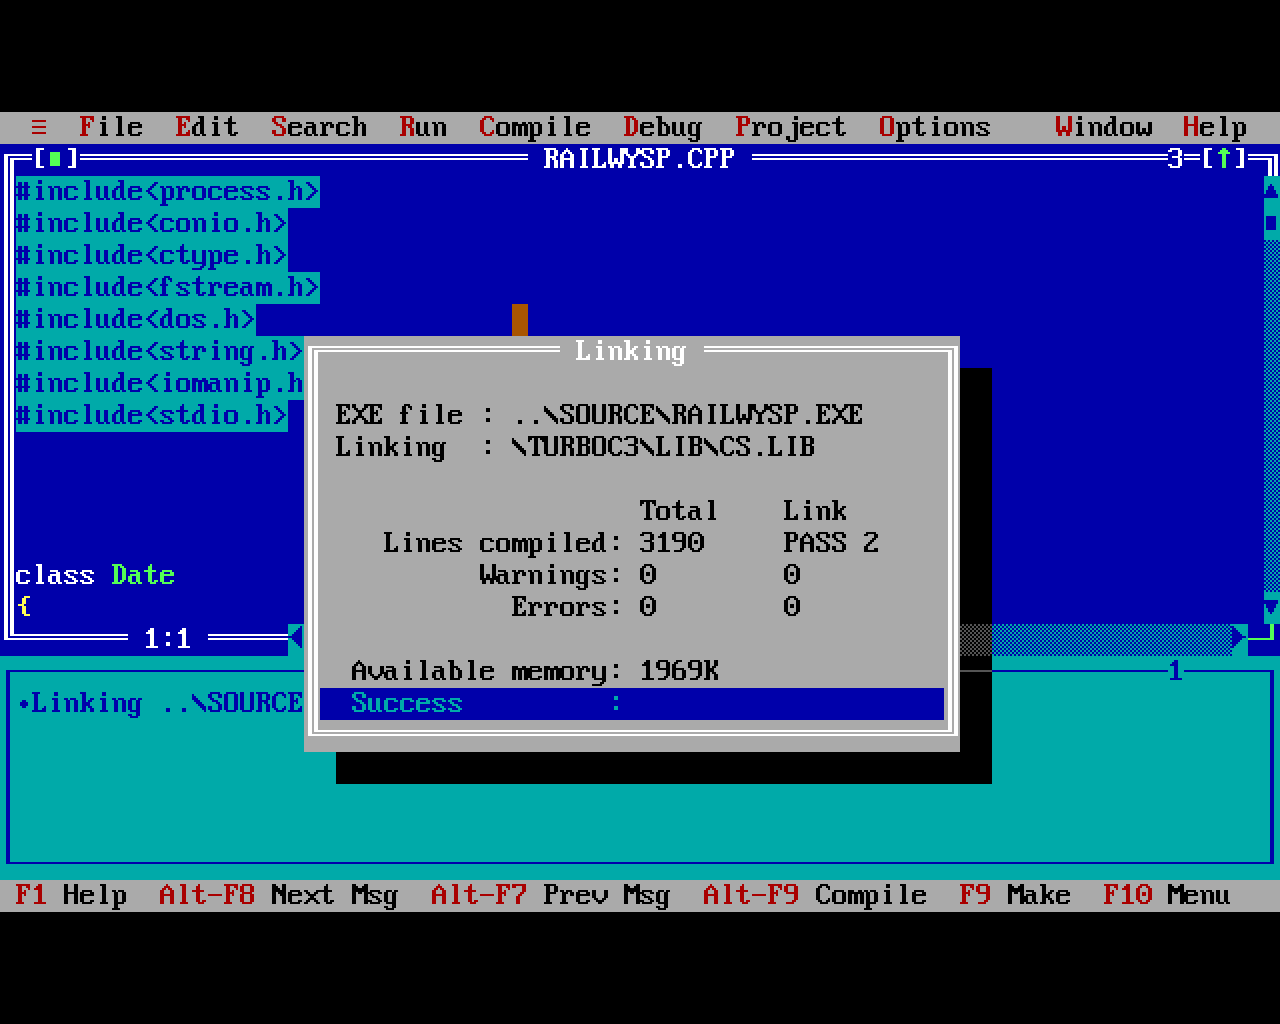 ≡ File Edit Search Run Compile Debug Project Options Window Help
[■] RAILWYSP.CPP 3=[↑]
#include<process.h>
#include<conio.h>
#include<ctype.h>
#include<fstream.h>
#include<dos.h>
#include<string.h>
#include<iomanip.h
#include<stdio.h>
class Date
{
1:1
Linking
EXE file : ..\SOURCE\RAILWYSP.EXE
Linking : \TURBOC3\LIB\CS.LIB
Total Link
Lines compiled: 3190 PASS 2
Warnings: 0 0
Errors: 0 0
Available memory: 1969K
Success :
1
•Linking ..\SOURCE
F1 Help Alt-F8 Next Msg Alt-F7 Prev Msg Alt-F9 Compile F9 Make F10 Menu